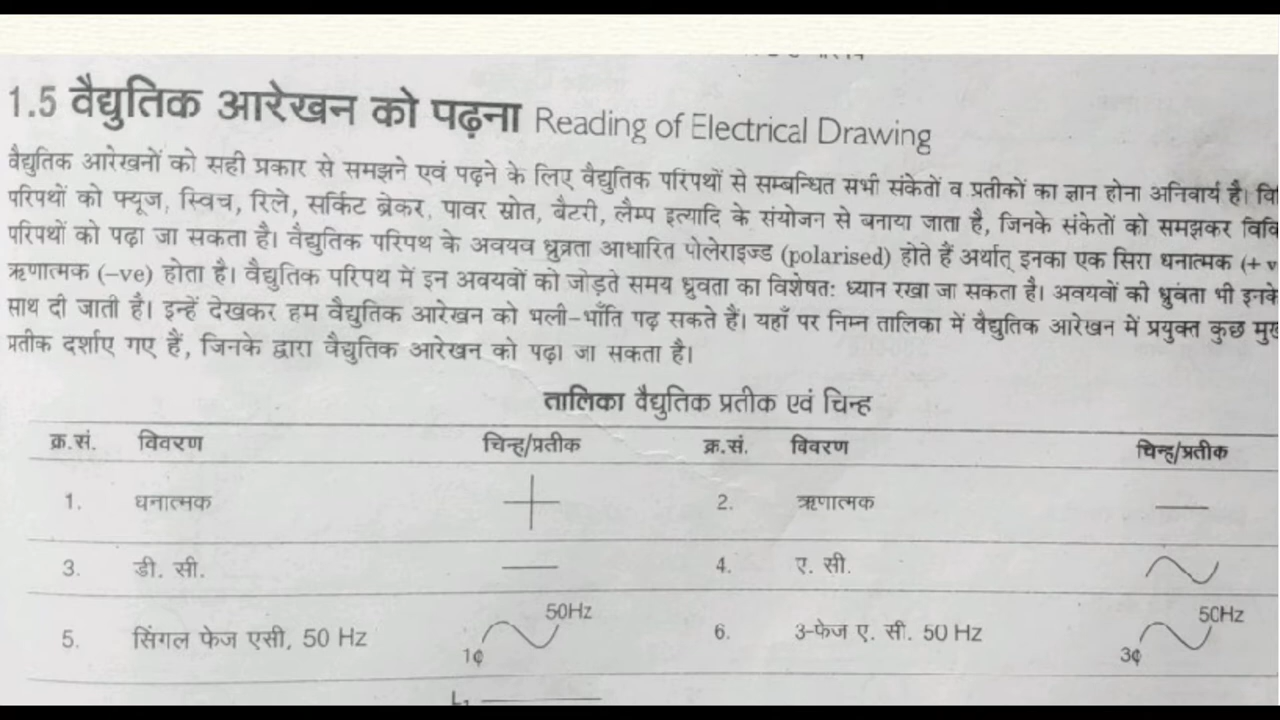 1.5 वैद्युतिक आरेखन को पढ़ना Reading of Electrical Drawing
वैद्युतिक आरेखनों को सही प्रकार से समझने एवं पढ़ने के लिए वैद्युतिक परिपथों से सम्बन्धित सभी संकेतों व प्रतीकों का ज्ञान होना अनिवार्य है।
परिपथों को फ्यूज, स्विच, रिले, सर्किट ब्रेकर, पावर स्रोत, बैटरी, लैम्प इत्यादि के संयोजन से बनाया जाता है, जिनके संकेतों को समझकर
परिपथों को पढ़ा जा सकता है। वैद्युतिक परिपथ के अवयव ध्रुव्रता आधारित पोलेराइज्ड (polarised) होते हैं अर्थात् इनका एक सिरा धनात्मक (+ v
ऋणात्मक (–ve) होता है। वैद्युतिक परिपथ में इन अवयवों को जोड़ते समय ध्रुवता का विशेषत: ध्यान रखा जा सकता है। अवयवों की ध्रुवता भी इनके
साथ दी जाती है। इन्हें देखकर हम वैद्युतिक आरेखन को भली-भाँति पढ़ सकते हैं। यहाँ पर निम्न तालिका में वैद्युतिक आरेखन में प्रयुक्त कुछ
प्रतीक दर्शाए गए हैं, जिनके द्वारा वैद्युतिक आरेखन को पढ़ा जा सकता है।
तालिका वैद्युतिक प्रतीक एवं चिन्ह
क्र.सं. विवरण चिन्ह/प्रतीक क्र.सं. विवरण चिन्ह/प्रतीक
1. धनात्मक 2. ऋणात्मक
3. डी. सी. 4. ए. सी.
5. सिंगल फेज एसी, 50 Hz 1¢ 50Hz 6. 3-फेज ए. सी. 50 Hz 3¢ 50Hz
L₁